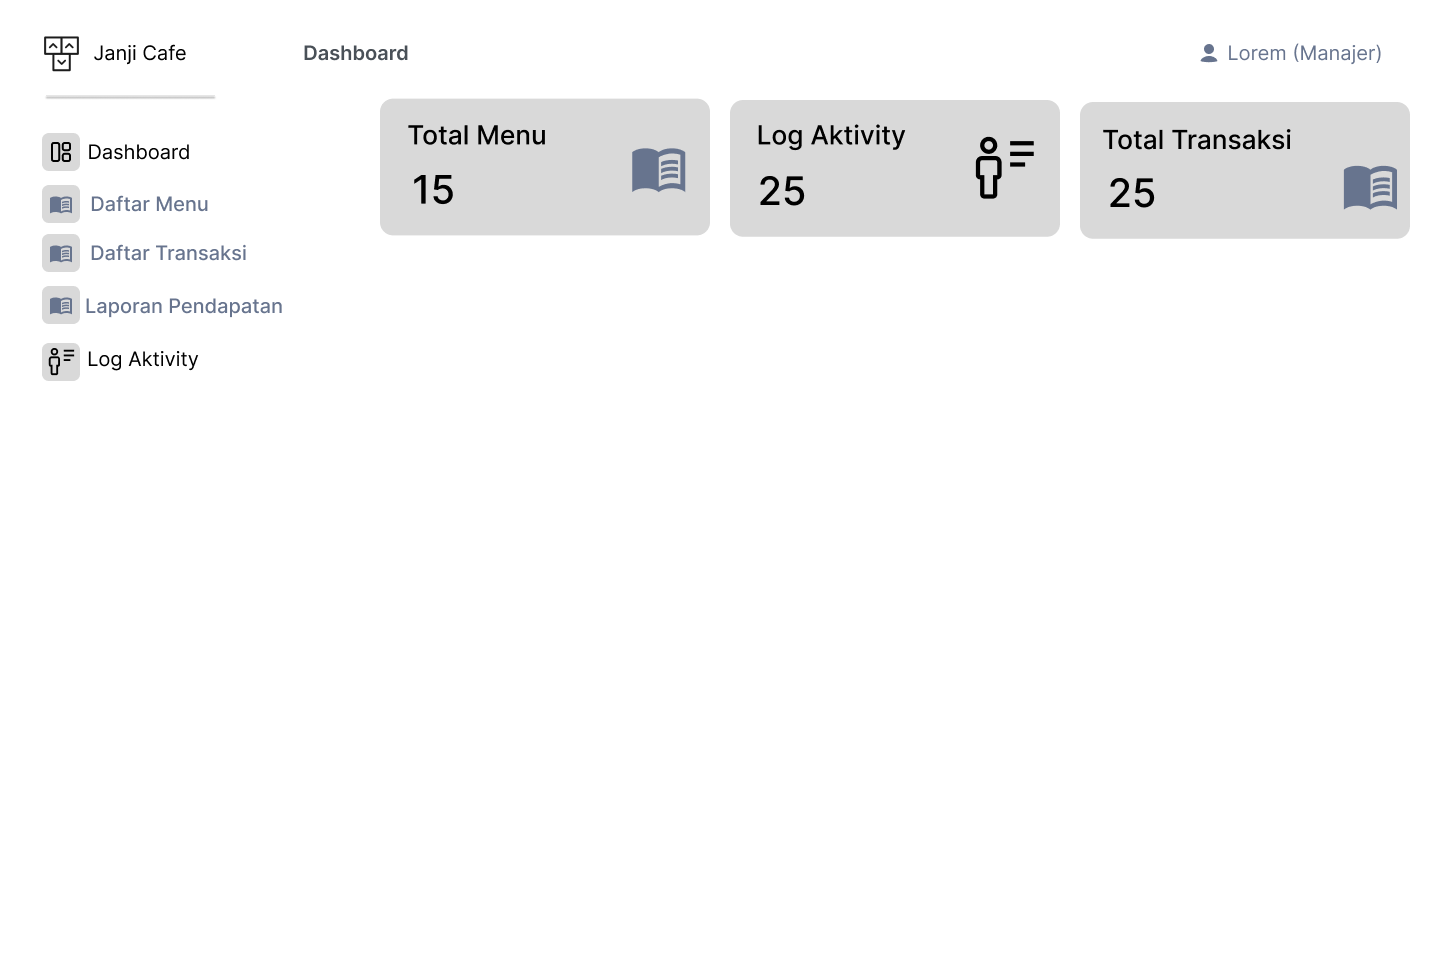 Janji Cafe
Dashboard
Lorem (Manajer)
Dashboard
Daftar Menu
Daftar Transaksi
Laporan Pendapatan
Log Aktivity
Total Menu
15
Log Aktivity
25
Total Transaksi
25